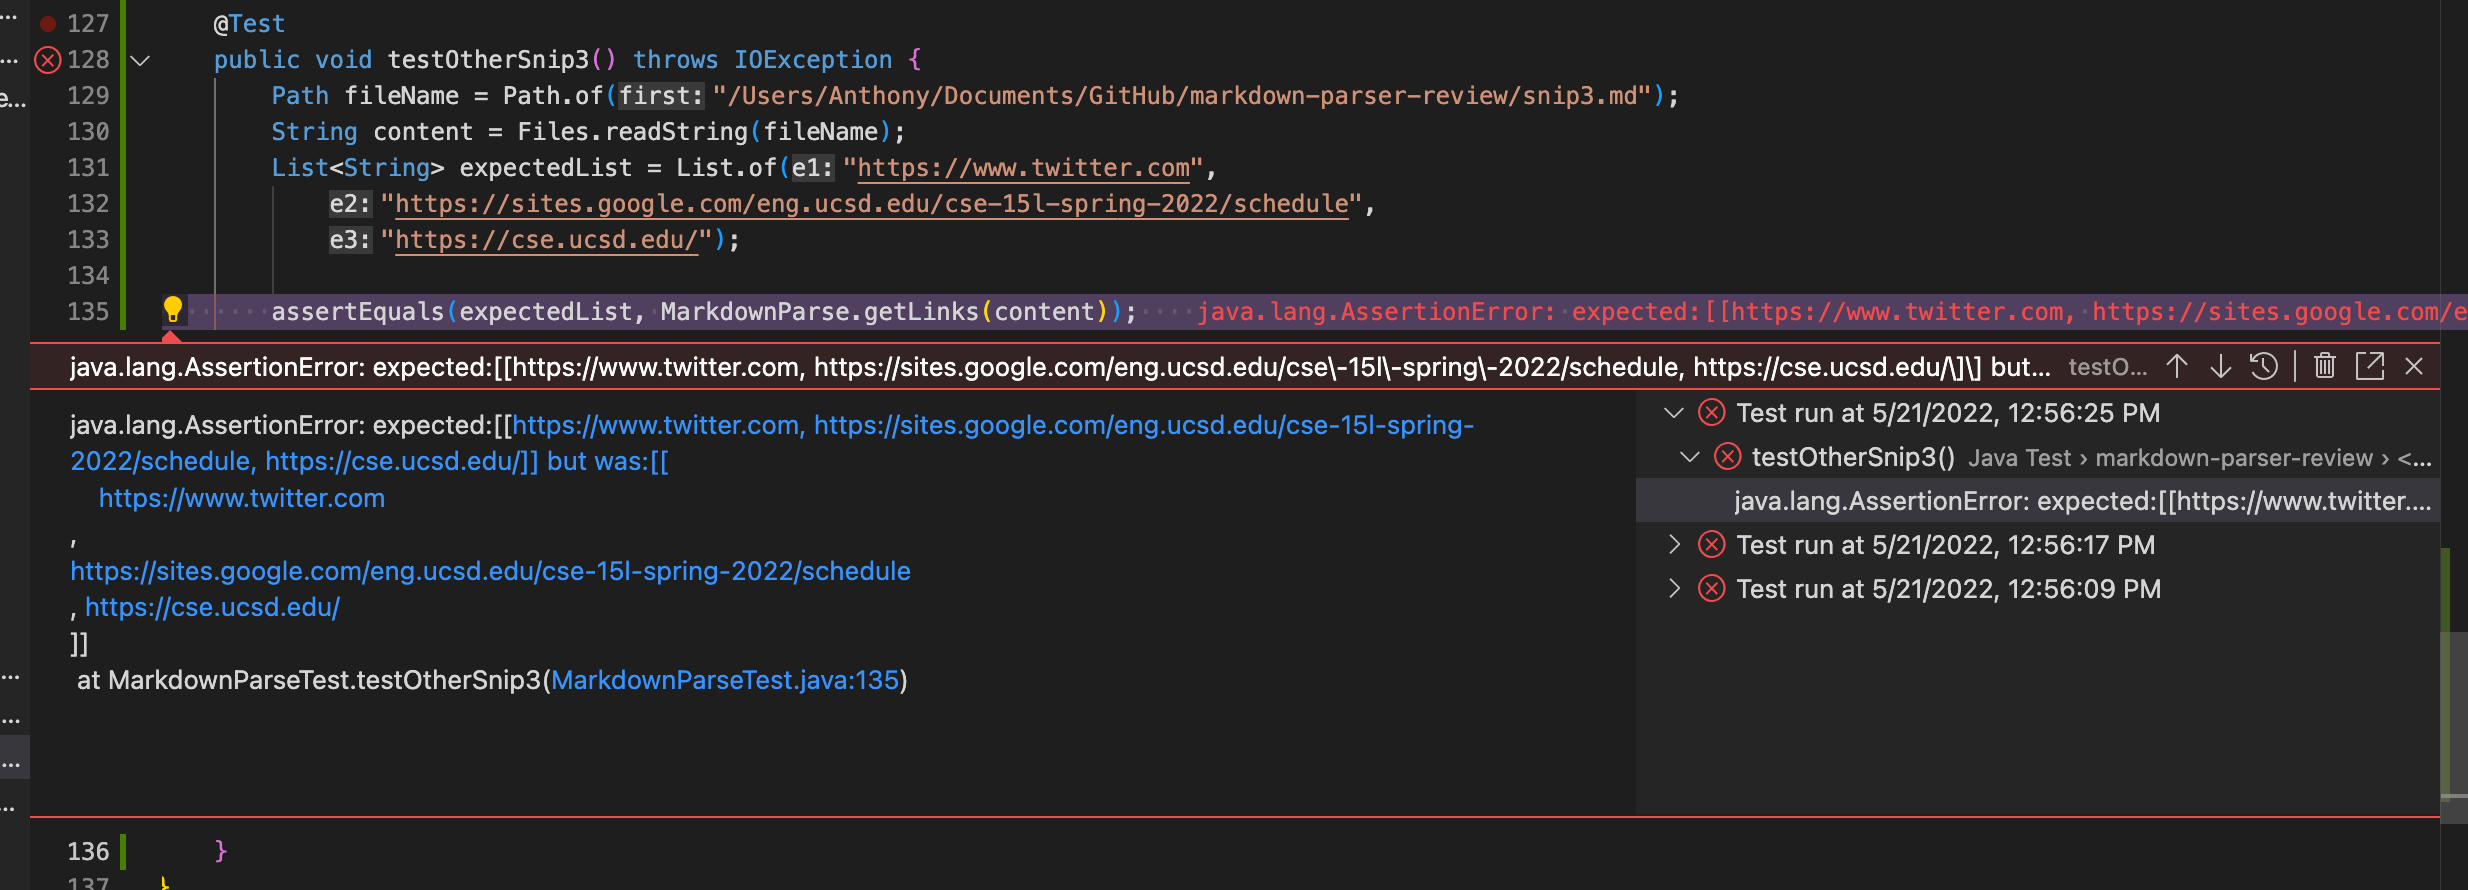 127 @Test
128 public void testOtherSnip3() throws IOException {
129 Path fileName = Path.of(first: "/Users/Anthony/Documents/GitHub/markdown-parser-review/snip3.md");
130 String content = Files.readString(fileName);
131 List<String> expectedList = List.of(e1: "https://www.twitter.com",
132 e2: "https://sites.google.com/eng.ucsd.edu/cse-15l-spring-2022/schedule",
133 e3: "https://cse.ucsd.edu/");
134
135 assertEquals(expectedList, MarkdownParse.getLinks(content)); java.lang.AssertionError: expected:[[https://www.twitter.com, https://sites.google.com/e
java.lang.AssertionError: expected:[[https://www.twitter.com, https://sites.google.com/eng.ucsd.edu/cse\-15l\-spring\-2022/schedule, https://cse.ucsd.edu/\]\] but... testO...
java.lang.AssertionError: expected:[[https://www.twitter.com, https://sites.google.com/eng.ucsd.edu/cse-15l-spring-
2022/schedule, https://cse.ucsd.edu/]] but was:[[
https://www.twitter.com
,
https://sites.google.com/eng.ucsd.edu/cse-15l-spring-2022/schedule
, https://cse.ucsd.edu/
]]
at MarkdownParseTest.testOtherSnip3(MarkdownParseTest.java:135)
Test run at 5/21/2022, 12:56:25 PM
testOtherSnip3() Java Test › markdown-parser-review › <...
java.lang.AssertionError: expected:[[https://www.twitter....
Test run at 5/21/2022, 12:56:17 PM
Test run at 5/21/2022, 12:56:09 PM
136 }
137 }